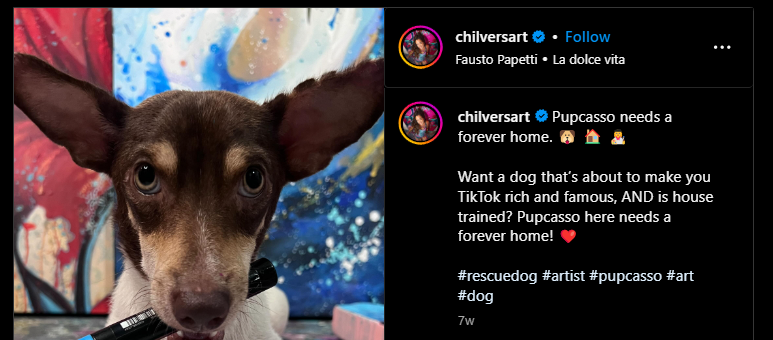 chilversart • Follow
Fausto Papetti • La dolce vita
chilversart Pupcasso needs a
forever home. 🐶 🏠 👨‍🍳
Want a dog that’s about to make you
TikTok rich and famous, AND is house
trained? Pupcasso here needs a
forever home! ❤️
#rescuedog #artist #pupcasso #art
#dog
7w